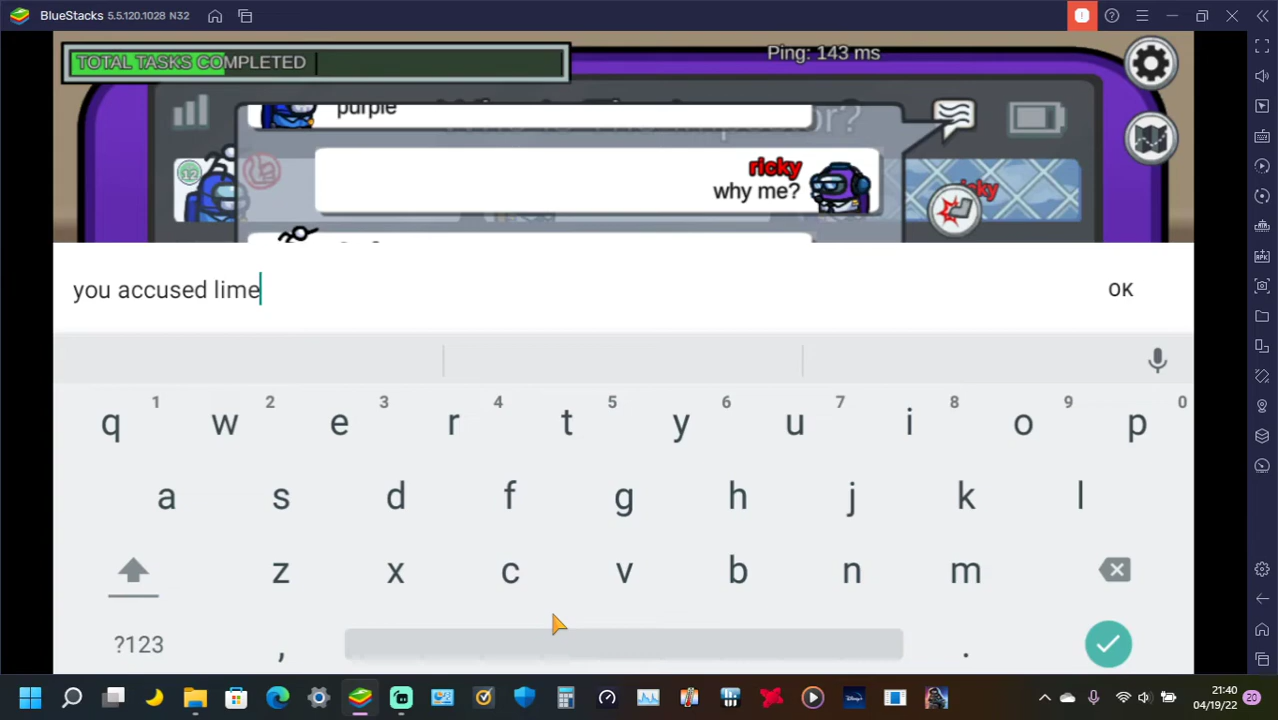 BlueStacks 5.5.120.1028 N32
TOTAL TASKS COMPLETED
Ping: 143 ms
purple
ricky
why me?
12
you accused lime
OK
1 2 3 4 5 6 7 8 9 0
q w e r t y u i o p
a s d f g h j k l
z x c v b n m
?123 , .
21:40
04/19/22
20